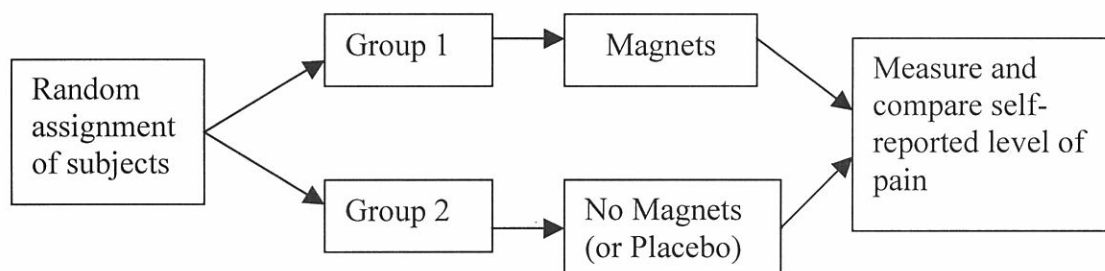 Random
assignment
of subjects
Group 1
Magnets
Group 2
No Magnets
(or Placebo)
Measure and
compare self-
reported level of
pain